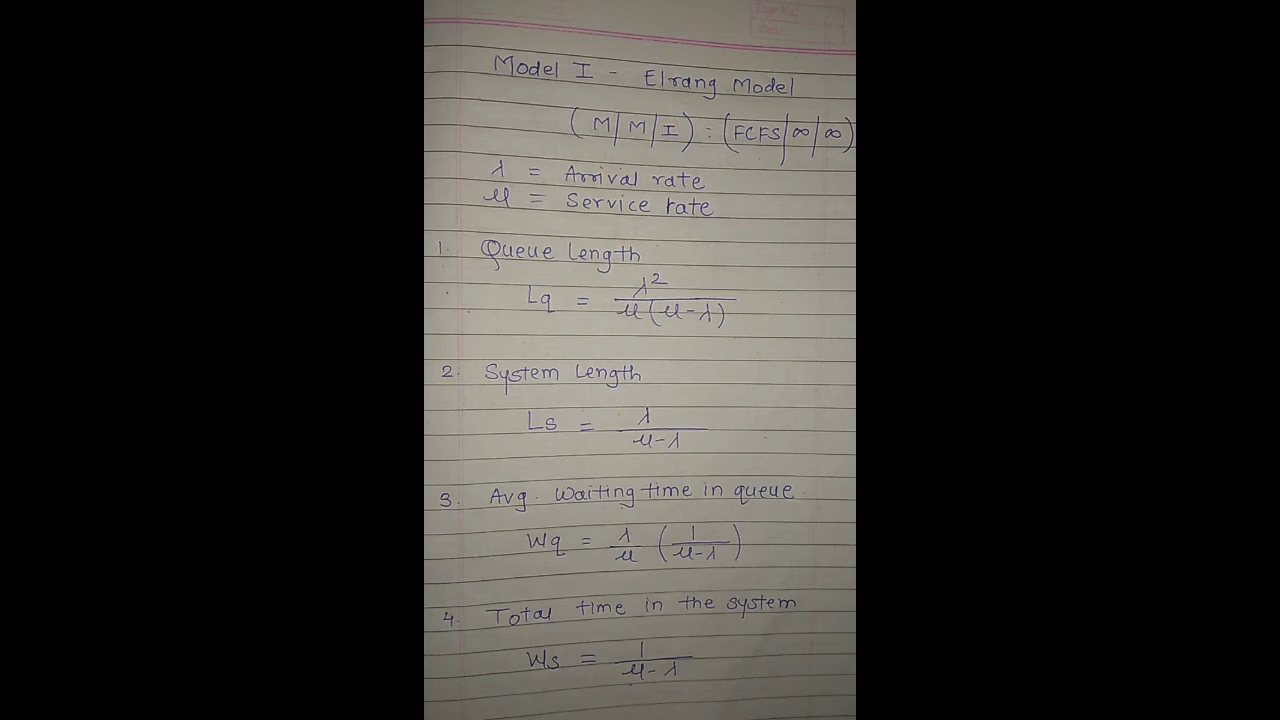 Model I - Elrang Model
(M/M/I) : (FCFS/∞/∞)
λ = Arrival rate
μ = Service rate
1. Queue Length
Lq = λ² / μ(μ-λ)
2. System Length
Ls = λ / μ-λ
3. Avg. Waiting time in queue
Wq = λ/μ (1/μ-λ)
4. Total time in the system
Ws = 1 / μ-λ